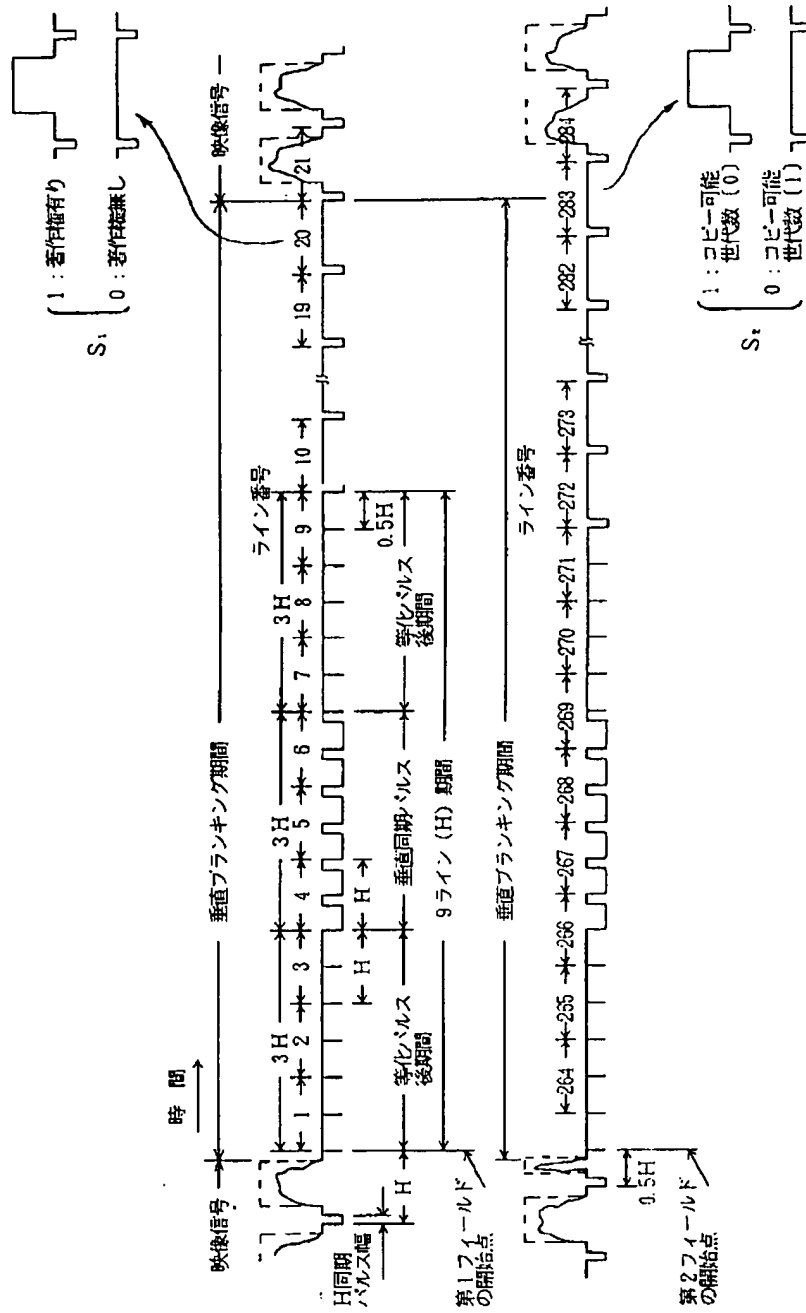 映像信号
時 間
垂直ブランキング期間
映像信号
3H
3H
3H
ライン番号
1
2
3
4
5
6
7
8
9
10
19
20
21
H同期
パルス幅
H
H
H
0.5H
等化パルス
後期間
垂直同期パルス
等化パルス
後期間
9ライン(H)期間
第1フィールド
の開始点
S₁
1:著作権有り
0:著作権無し
垂直ブランキング期間
ライン番号
264
265
266
267
268
269
270
271
272
273
282
283
284
0.5H
第2フィールド
の開始点
S₂
1:コピー可能
世代数(0)
0:コピー可能
世代数(1)